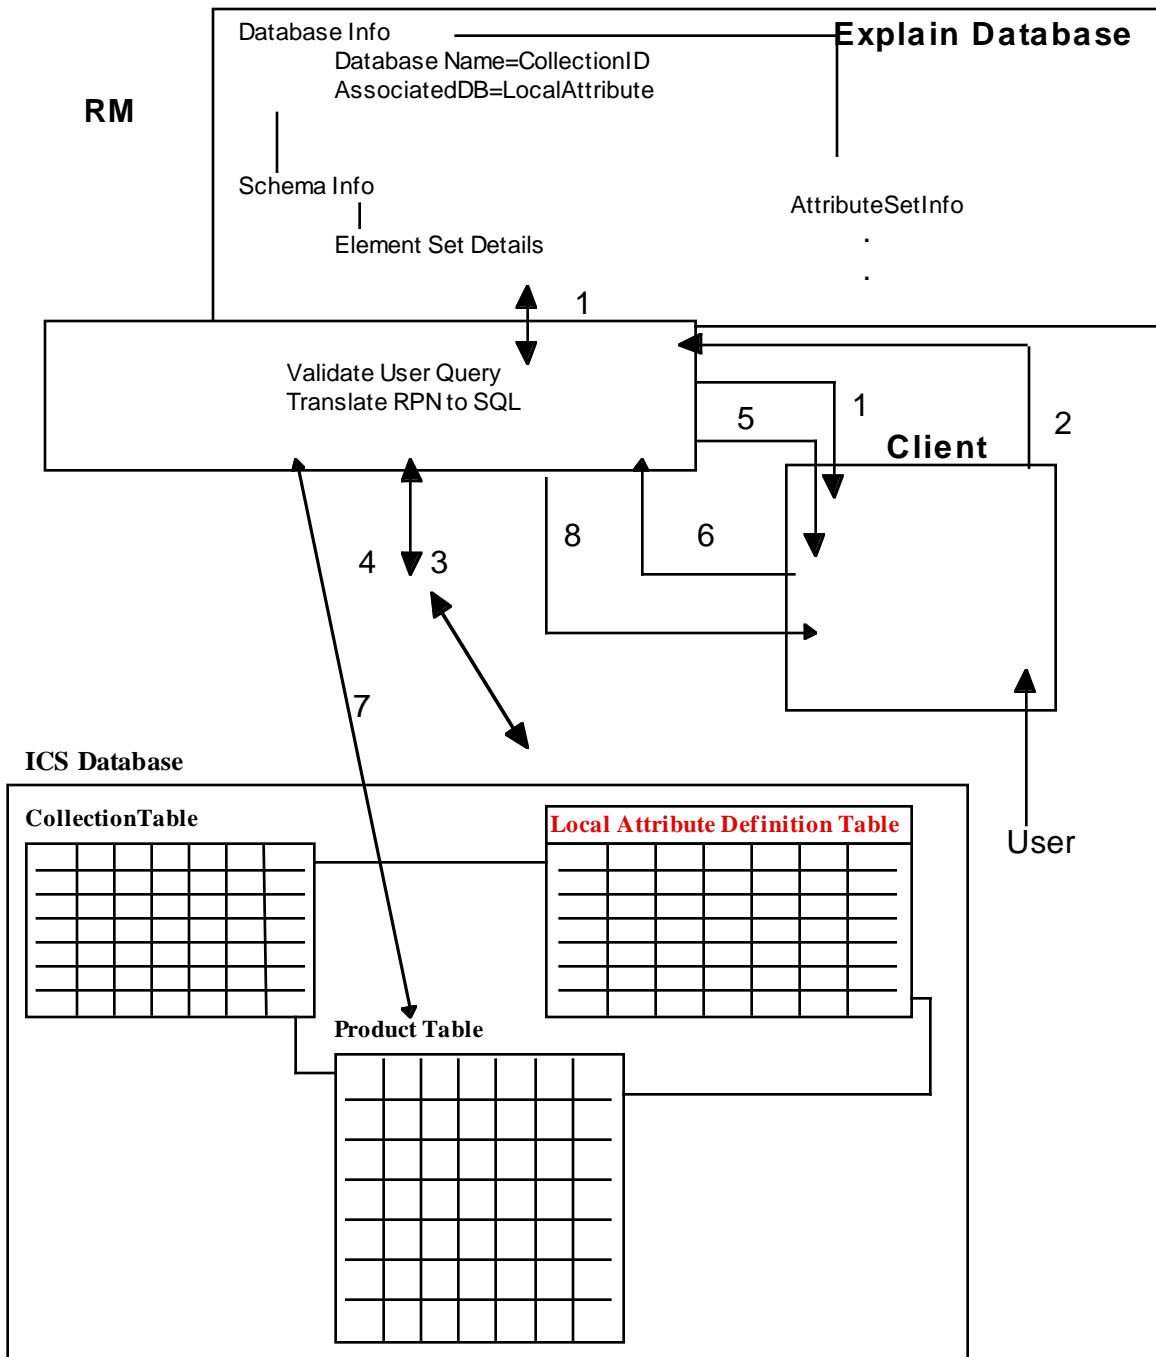 Database Info
Explain Database
Database Name=CollectionID
AssociatedDB=LocalAttribute
RM
Schema Info
AttributeSetInfo
.
.
Element Set Details
1
Validate User Query
Translate RPN to SQL
1
5
2
Client
8
6
4
3
7
ICS Database
CollectionTable
Local Attribute Definition Table
User
Product Table